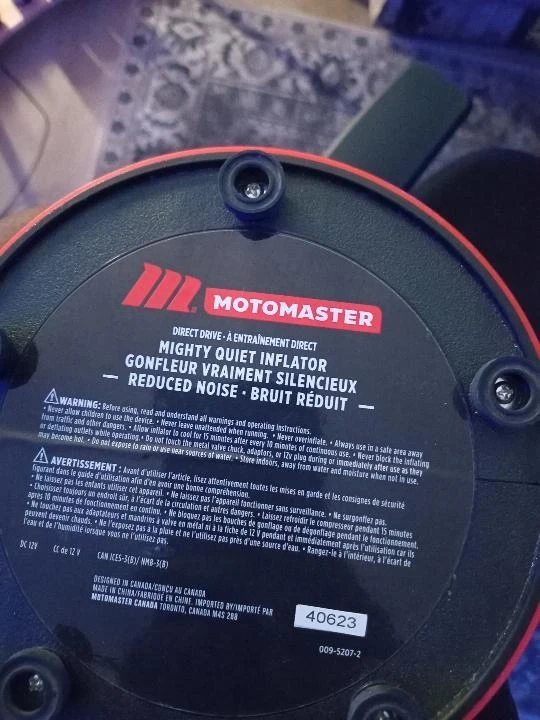 MOTOMASTER
DIRECT DRIVE • À ENTRAÎNEMENT DIRECT
MIGHTY QUIET INFLATOR
GONFLEUR VRAIMENT SILENCIEUX
— REDUCED NOISE • BRUIT RÉDUIT —
WARNING: Before using, read and understand all warnings and operating instructions.
• Never allow children to use the device. • Never leave unattended when running. • Never overinflate. • Always use in a safe area away
from traffic and other dangers. • Allow inflator to cool for 15 minutes after every 10 minutes of continuous use. • Never block the inflating
or deflating outlets while operating. • Do not touch the metal valve chuck, adaptors, or 12V plug during or immediately after use as they
may become hot. • Do not expose to rain or use near sources of water. • Store indoors, away from water and moisture when not in use.
AVERTISSEMENT : Avant d'utiliser l'article, lisez attentivement toutes les mises en garde et les consignes de sécurité
figurant dans le guide d'utilisation afin d'en avoir une bonne compréhension.
• Ne laissez pas les enfants utiliser cet appareil. • Ne laissez pas l'appareil fonctionner sans surveillance. • Ne surgonflez pas.
• Choisissez toujours un endroit sûr, à l'écart de la circulation et autres dangers. • Laissez refroidir le compresseur pendant 15 minutes
après 10 minutes de fonctionnement en continu. • Ne bloquez pas les bouches de gonflage ou de dégonflage pendant le fonctionnement.
• Ne touchez pas aux adaptateurs et mandrins à valve en métal ni à la fiche de 12 V pendant et immédiatement après l'utilisation car ils
peuvent devenir chauds. • Ne l'exposez pas à la pluie et ne l'utilisez pas près d'une source d'eau. • Rangez-le à l'intérieur, à l'écart de
l'eau et de l'humidité lorsque vous ne l'utilisez pas.
DC 12V CC de 12 V CAN ICES-3(B)/ NMB-3(B)
DESIGNED IN CANADA/CONÇU AU CANADA
MADE IN CHINA/FABRIQUÉ EN CHINE. IMPORTED BY/IMPORTÉ PAR
MOTOMASTER CANADA TORONTO, CANADA M4S 2B8
40623
009-5207-2